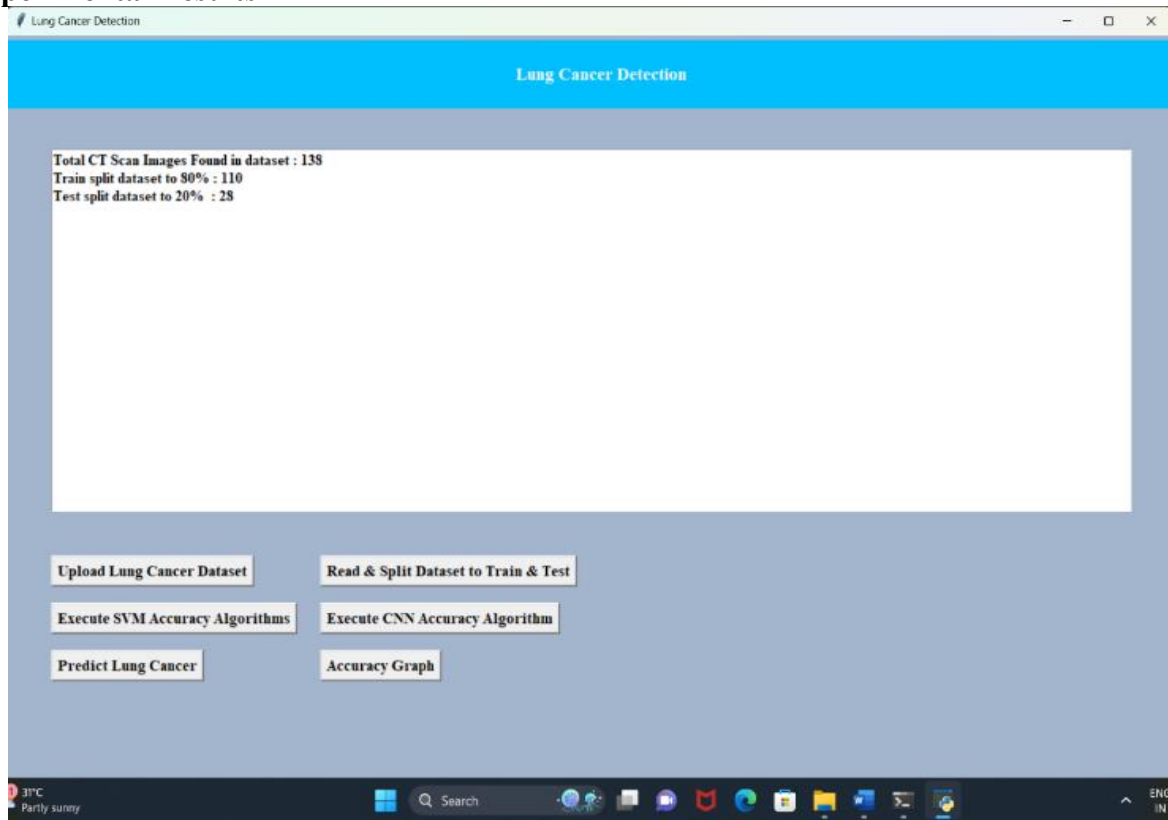 Lung Cancer Detection
Lung Cancer Detection
Total CT Scan Images Found in dataset : 138
Train split dataset to 80% : 110
Test split dataset to 20%  : 28
Upload Lung Cancer Dataset
Read & Split Dataset to Train & Test
Execute SVM Accuracy Algorithms
Execute CNN Accuracy Algorithm
Predict Lung Cancer
Accuracy Graph
31°C
Partly sunny
Search
ENG
IN